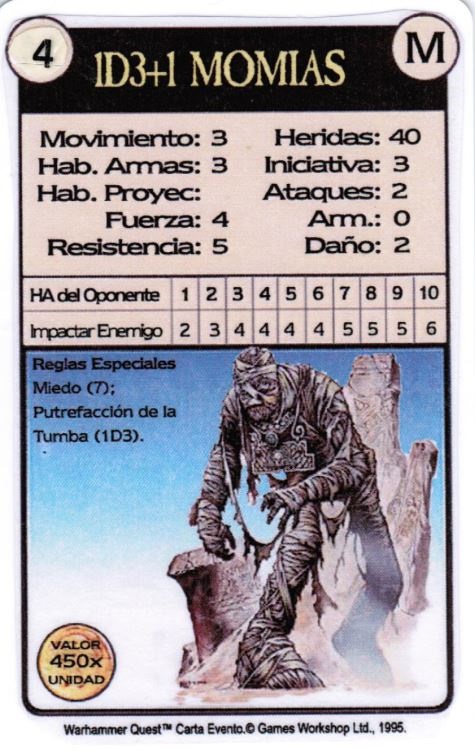 4
1D3+1 MOMIAS
M
Movimiento: 3 Heridas: 40
Hab. Armas: 3 Iniciativa: 3
Hab. Proyec: Ataques: 2
Fuerza: 4 Arm.: 0
Resistencia: 5 Daño: 2
HA del Oponente 1 2 3 4 5 6 7 8 9 10
Impactar Enemigo 2 3 4 4 4 4 5 5 5 6
Reglas Especiales
Miedo (7);
Putrefacción de la
Tumba (1D3).
VALOR
450x
UNIDAD
Warhammer Quest™ Carta Evento.© Games Workshop Ltd., 1995.